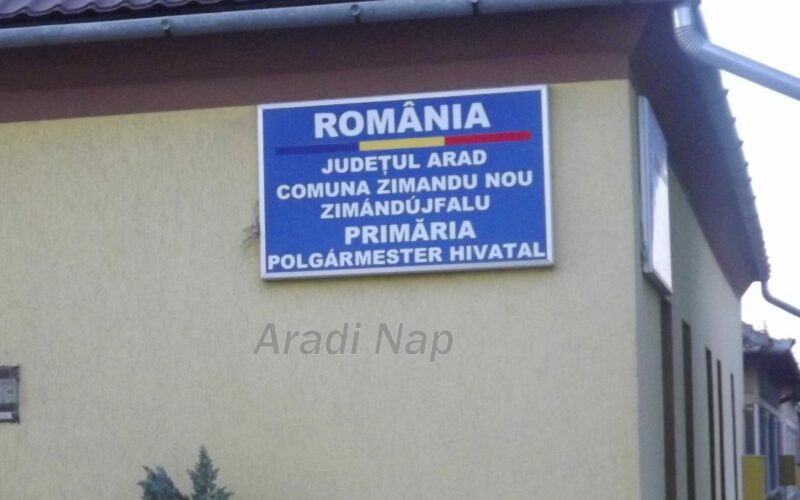 ROMÂNIA
JUDEȚUL ARAD
COMUNA ZIMANDU NOU
ZIMÁNDÚJFALU
PRIMĂRIA
POLGÁRMESTER HIVATAL
Aradi Nap